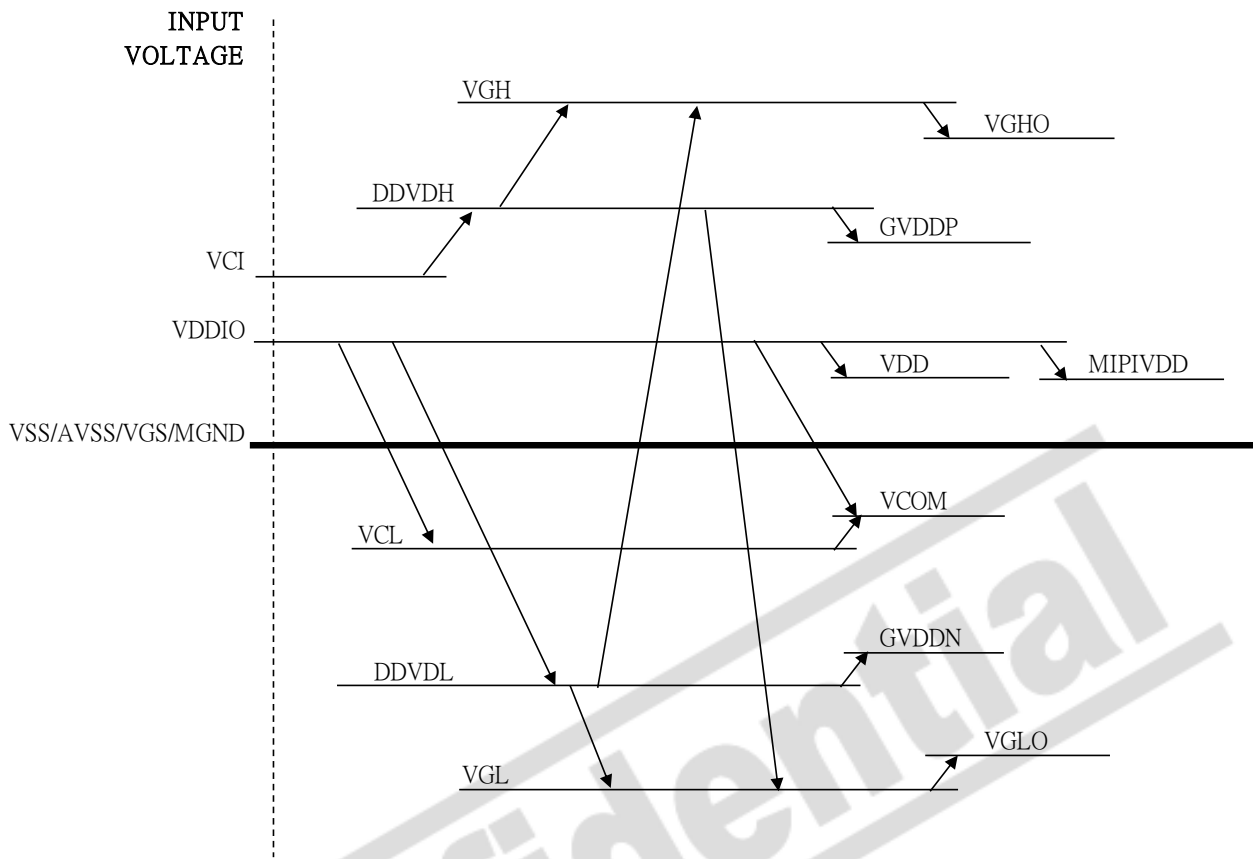 INPUT
VOLTAGE
VGH
VGHO
DDVDH
GVDDP
VCI
VDDIO
VDD
MIPIVDD
VSS/AVSS/VGS/MGND
VCOM
VCL
GVDDN
DDVDL
VGLO
VGL
fidential